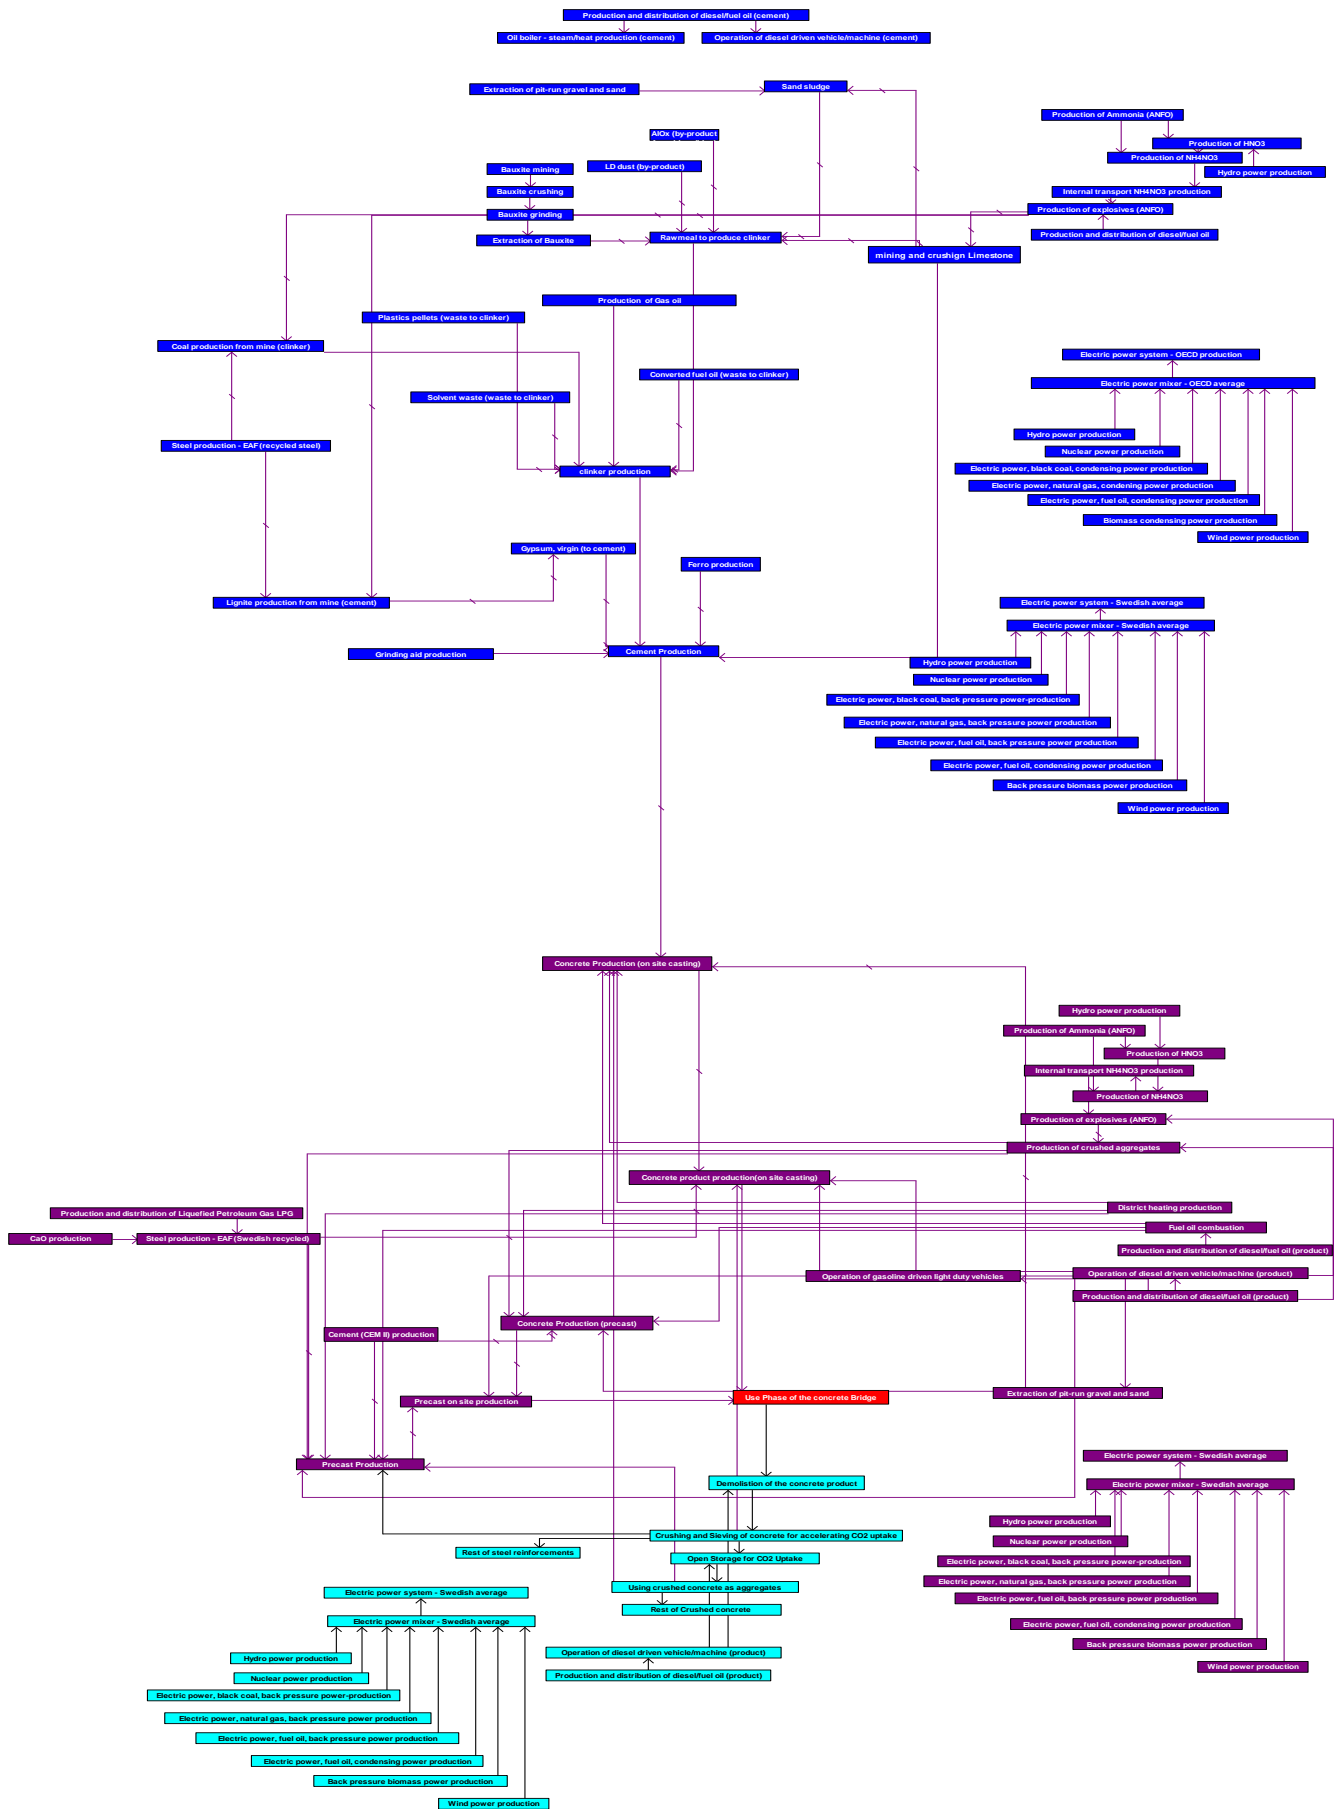 Production and distribution of diesel/fuel oil (cement)
Oil boiler - steam/heat production (cement)
Operation of diesel driven vehicle/machine (cement)
Extraction of pit-run gravel and sand
Sand sludge
Production of Ammonia (ANFO)
AlOx (by-product
Production of HNO3
Production of NH4NO3
LD dust (by-product)
Bauxite mining
Hydro power production
Bauxite crushing
Internal transport NH4NO3 production
Bauxite grinding
Production of explosives (ANFO)
Production and distribution of diesel/fuel oil
Extraction of Bauxite
Rawmeal to produce clinker
mining and crushign Limestone
Production of Gas oil
Plastics pellets (waste to clinker)
Coal production from mine (clinker)
Electric power system - OECD production
Converted fuel oil (waste to clinker)
Electric power mixer - OECD average
Solvent waste (waste to clinker)
Hydro power production
Steel production - EAF (recycled steel)
Nuclear power production
clinker production
Electric power, black coal, condensing power production
Electric power, natural gas, condening power production
Electric power, fuel oil, condensing power production
Biomass condensing power production
Wind power production
Gypsum, virgin (to cement)
Ferro production
Lignite production from mine (cement)
Electric power system - Swedish average
Electric power mixer - Swedish average
Grinding aid production
Cement Production
Hydro power production
Nuclear power production
Electric power, black coal, back pressure power-production
Electric power, natural gas, back pressure power production
Electric power, fuel oil, back pressure power production
Electric power, fuel oil, condensing power production
Back pressure biomass power production
Wind power production
Concrete Production (on site casting)
Hydro power production
Production of Ammonia (ANFO)
Production of HNO3
Internal transport NH4NO3 production
Production of NH4NO3
Production of explosives (ANFO)
Production of crushed aggregates
Concrete product production(on site casting)
Production and distribution of Liquefied Petroleum Gas LPG
District heating production
Fuel oil combustion
CaO production
Steel production - EAF (Swedish recycled)
Production and distribution of diesel/fuel oil (product)
Operation of gasoline driven light duty vehicles
Operation of diesel driven vehicle/machine (product)
Production and distribution of diesel/fuel oil (product)
Concrete Production (precast)
Cement (CEM II) production
Precast on site production
Use Phase of the concrete Bridge
Extraction of pit-run gravel and sand
Precast Production
Electric power system - Swedish average
Demolistion of the concrete product
Electric power mixer - Swedish average
Hydro power production
Crushing and Sieving of concrete for accelerating CO2 uptake
Nuclear power production
Rest of steel reinforcements
Open Storage for CO2 Uptake
Electric power, black coal, back pressure power-production
Electric power, natural gas, back pressure power production
Using crushed concrete as aggregates
Electric power system - Swedish average
Electric power, fuel oil, back pressure power production
Rest of Crushed concrete
Electric power mixer - Swedish average
Electric power, fuel oil, condensing power production
Back pressure biomass power production
Operation of diesel driven vehicle/machine (product)
Hydro power production
Wind power production
Production and distribution of diesel/fuel oil (product)
Nuclear power production
Electric power, black coal, back pressure power-production
Electric power, natural gas, back pressure power production
Electric power, fuel oil, back pressure power production
Electric power, fuel oil, condensing power production
Back pressure biomass power production
Wind power production